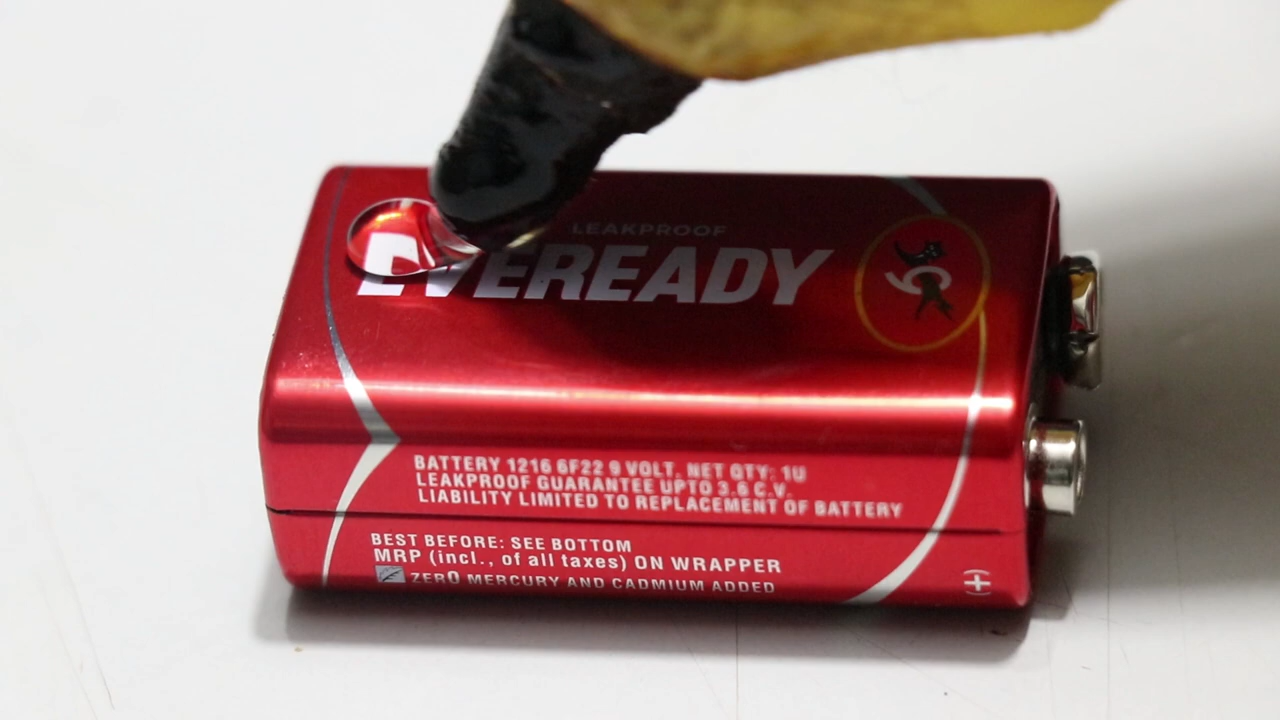 LEAKPROOF
EVEREADY
9
BATTERY 1216 6F22 9 VOLT. NET QTY: 1U
LEAKPROOF GUARANTEE UPTO 3.6 C.V.
LIABILITY LIMITED TO REPLACEMENT OF BATTERY
BEST BEFORE: SEE BOTTOM
MRP (incl., of all taxes) ON WRAPPER
ZERO MERCURY AND CADMIUM ADDED
(+)